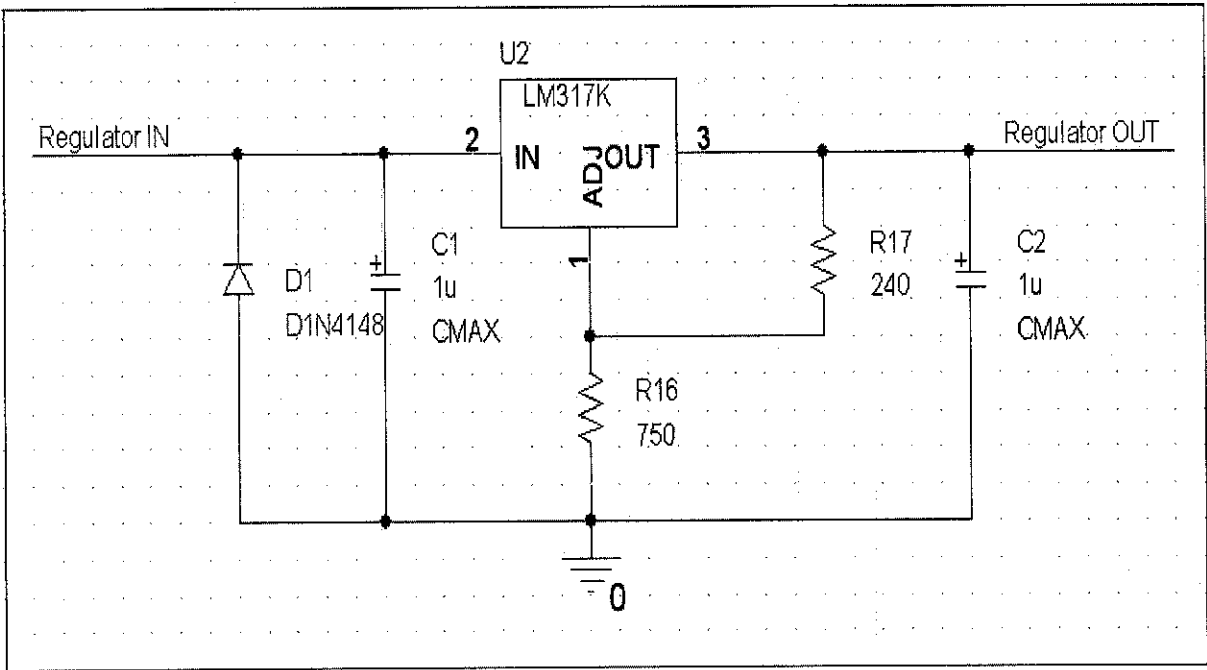 U2
LM317K
Regulator IN
2
IN
ADJ
OUT
3
Regulator OUT
1
D1
D1N4148
C1
+
1u
CMAX
R17
240
C2
+
1u
CMAX
R16
750
0